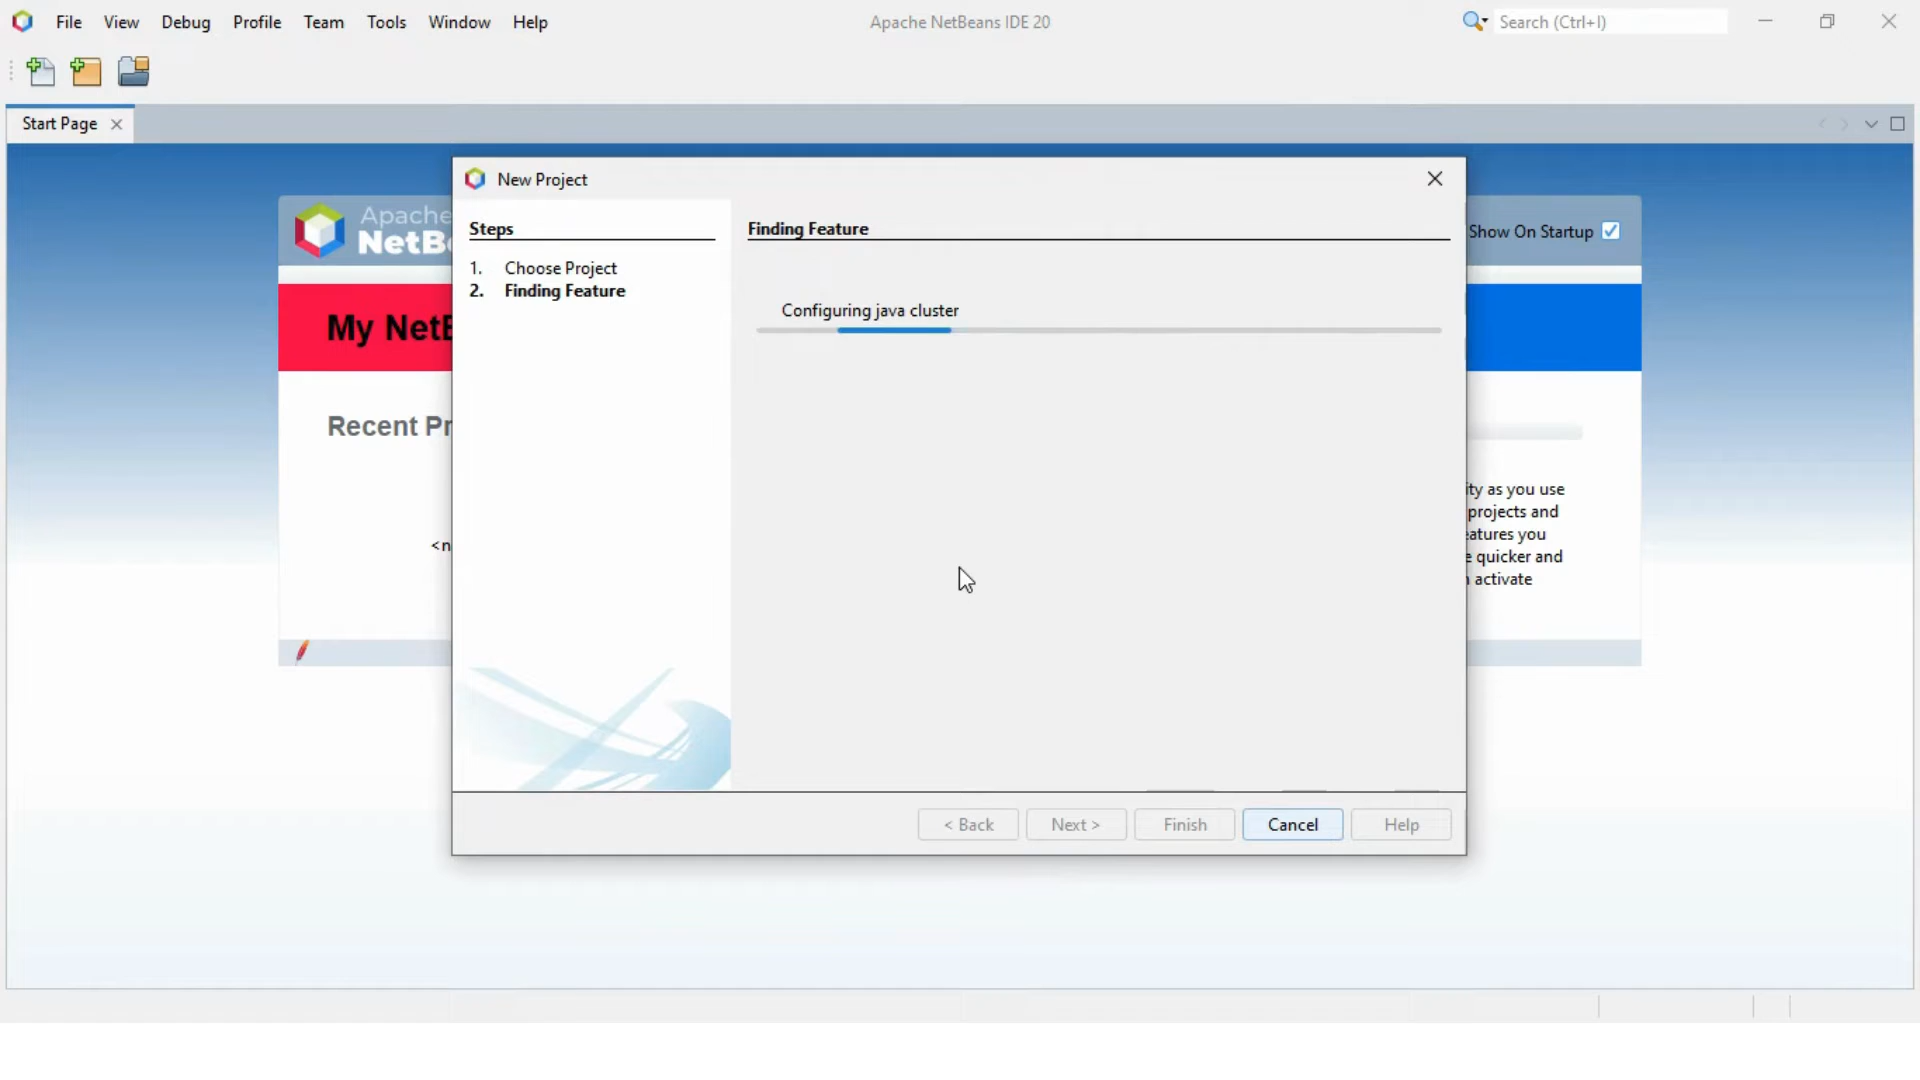 File View Debug Profile Team Tools Window Help Apache NetBeans IDE 20 Search (Ctrl+I)
Start Page
New Project
Apache
NetB
Show On Startup
Steps
Finding Feature
1. Choose Project
2. Finding Feature
Configuring java cluster
My NetB
Recent Pr
ity as you use
projects and
eatures you
e quicker and
activate
<n
< Back Next > Finish Cancel Help